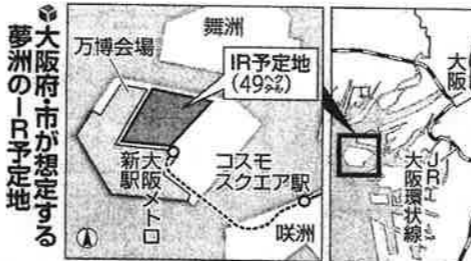 大阪府・市が想定する
夢洲のIR予定地
舞洲
万博会場
IR予定地
(49㌶)
大阪メトロ
新駅
コスモ
スクエア駅
咲洲
大阪
JR
大阪環状線